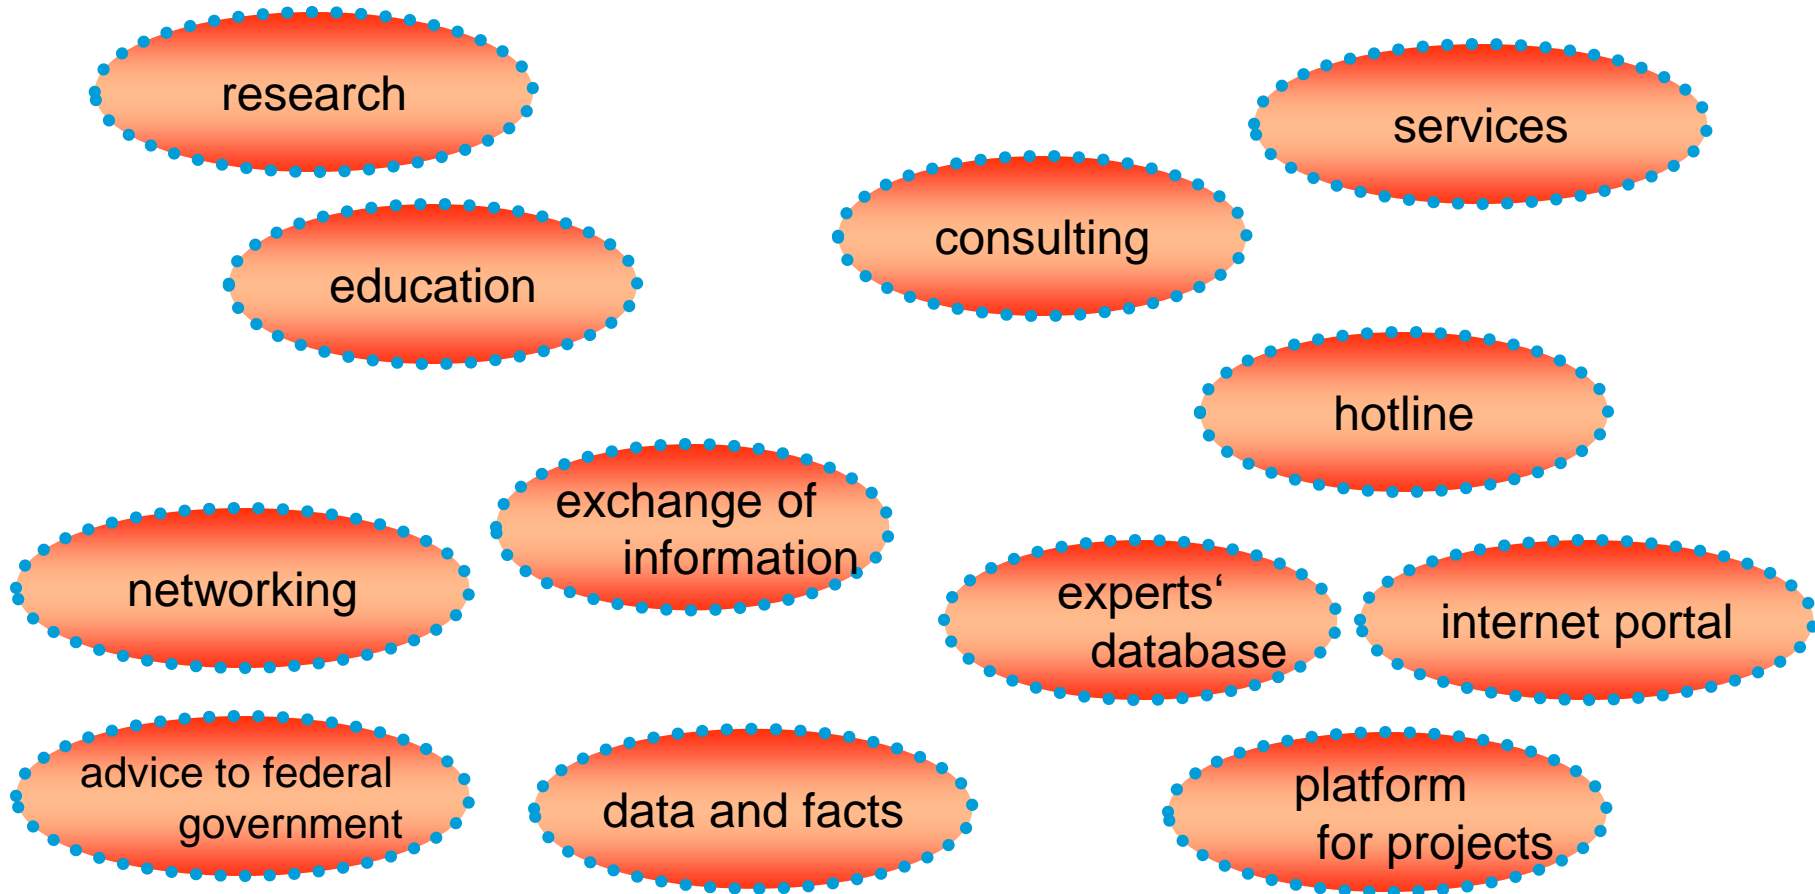 research
services
consulting
education
hotline
exchange of
information
networking
experts‘
database
internet portal
advice to federal
government
data and facts
platform
for projects